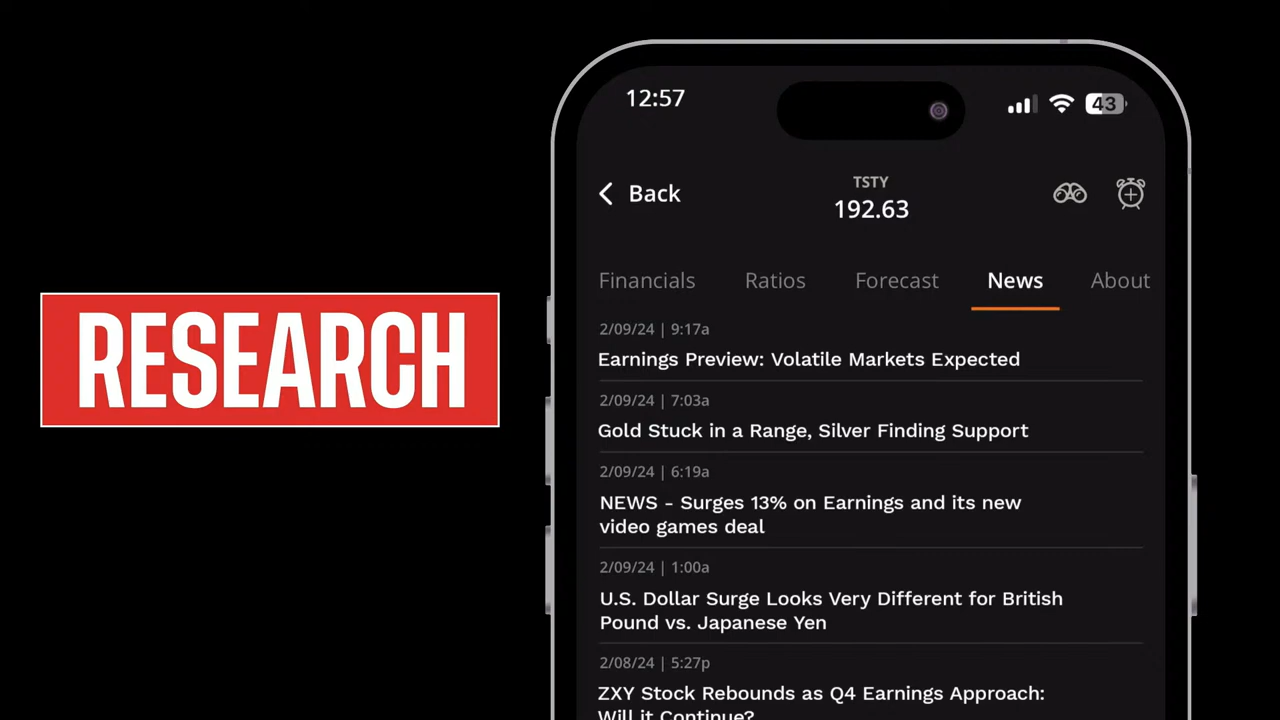 RESEARCH
12:57
43
Back
TSTY
192.63
Financials Ratios Forecast News About
2/09/24 | 9:17a
Earnings Preview: Volatile Markets Expected
2/09/24 | 7:03a
Gold Stuck in a Range, Silver Finding Support
2/09/24 | 6:19a
NEWS - Surges 13% on Earnings and its new
video games deal
2/09/24 | 1:00a
U.S. Dollar Surge Looks Very Different for British
Pound vs. Japanese Yen
2/08/24 | 5:27p
ZXY Stock Rebounds as Q4 Earnings Approach:
Will it Continue?